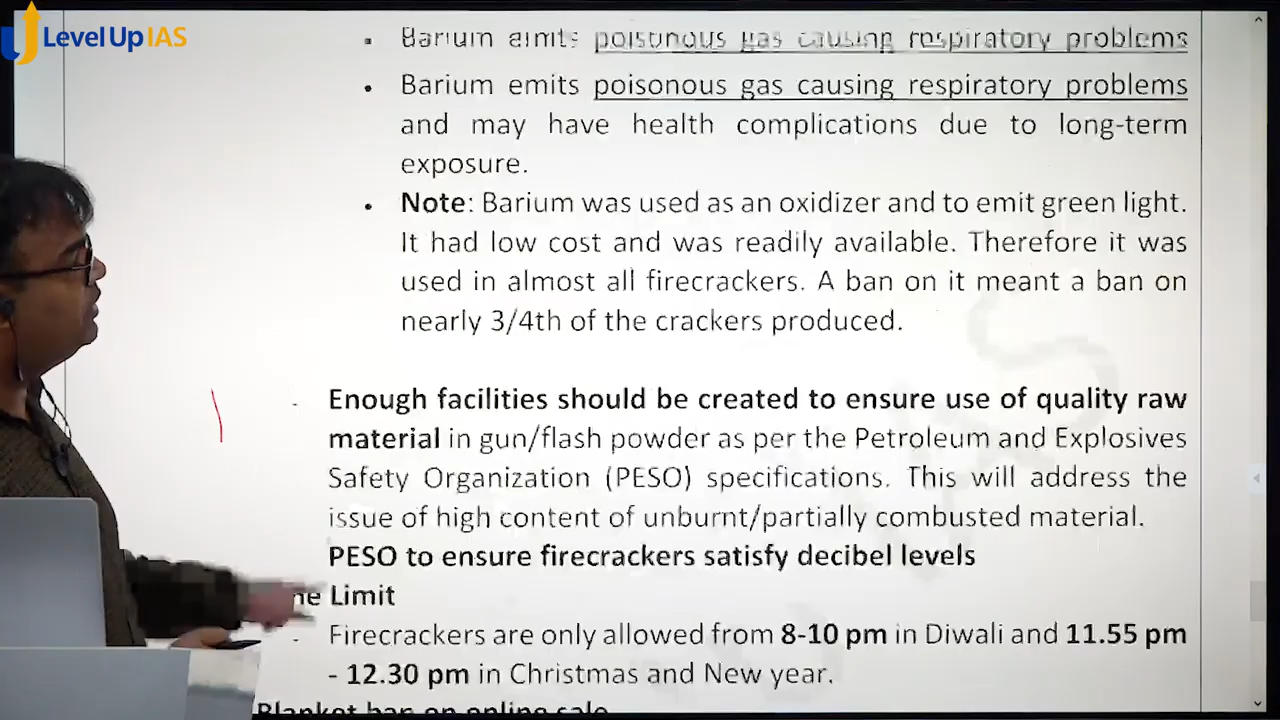 Level Up IAS
Barium emits poisonous gas causing respiratory problems
Barium emits poisonous gas causing respiratory problems
and may have health complications due to long-term
exposure.
Note: Barium was used as an oxidizer and to emit green light.
It had low cost and was readily available. Therefore it was
used in almost all firecrackers. A ban on it meant a ban on
nearly 3/4th of the crackers produced.
- Enough facilities should be created to ensure use of quality raw
material in gun/flash powder as per the Petroleum and Explosives
Safety Organization (PESO) specifications. This will address the
issue of high content of unburnt/partially combusted material.
PESO to ensure firecrackers satisfy decibel levels
Limit
- Firecrackers are only allowed from 8-10 pm in Diwali and 11.55 pm
- 12.30 pm in Christmas and New year.
Blanket ban on online sale